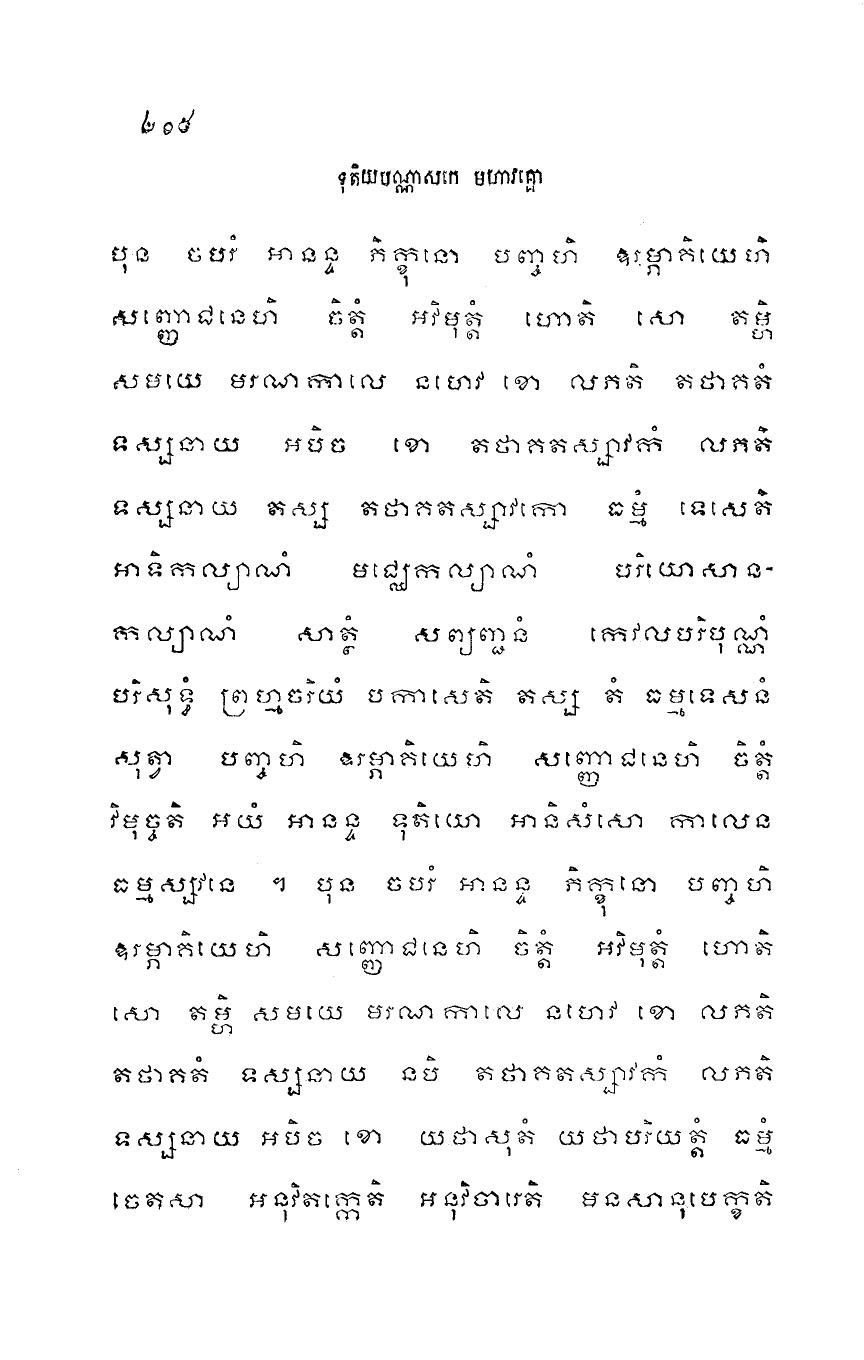 ២០៨
ទុតិយបណ្ណាសកេ មហាវគ្គោ
បុន ចបរំ អានន្ទ ភិក្ខុនោ បញ្ចហិ ឱរម្ភាគិយេហិ
សញ្ញោជនេហិ ចិត្តំ អវិមុត្តំ ហោតិ សោ តម្ហិ
សមយេ មរណកាលេ នហេវ ខោ លភតិ តថាគតំ
ទស្សនាយ អបិច ខោ តថាគតស្សាវកំ លភតិ
ទស្សនាយ តស្ស តថាគតស្សាវកោ ធម្មំ ទេសេតិ
អាទិកល្យាណំ មជ្ឈេកល្យាណំ បរិយោសាន-
កល្យាណំ សាត្ថំ សព្យញ្ជនំ កេវលបរិបុណ្ណំ
បរិសុទ្ធំ ព្រហ្មចរិយំ បកាសេតិ តស្ស តំ ធម្មទេសនំ
សុត្វា បញ្ចហិ ឱរម្ភាគិយេហិ សញ្ញោជនេហិ ចិត្តំ
វិមុច្ចតិ អយំ អានន្ទ ទុតិយោ អានិសំសោ កាលេន
ធម្មស្សវនេ ។ បុន ចបរំ អានន្ទ ភិក្ខុនោ បញ្ចហិ
ឱរម្ភាគិយេហិ សញ្ញោជនេហិ ចិត្តំ អវិមុត្តំ ហោតិ
សោ តម្ហិ សមយេ មរណកាលេ នហេវ ខោ លភតិ
តថាគតំ ទស្សនាយ នបិ តថាគតស្សាវកំ លភតិ
ទស្សនាយ អបិច ខោ យថាសុតំ យថាបរិយត្តំ ធម្មំ
ចេតសា អនុវិតក្កេតិ អនុវិចារេតិ មនសានុបេក្ខតិ